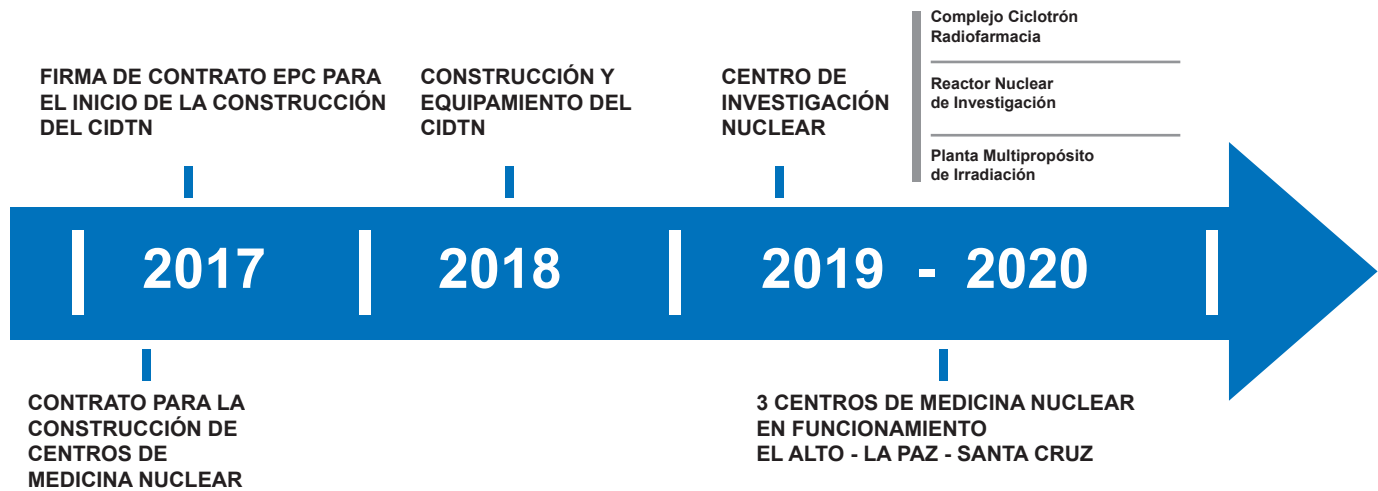 FIRMA DE CONTRATO EPC PARA
EL INICIO DE LA CONSTRUCCIÓN
DEL CIDTN
CONSTRUCCIÓN Y
EQUIPAMIENTO DEL
CIDTN
CENTRO DE
INVESTIGACIÓN
NUCLEAR
Complejo Ciclotrón
Radiofarmacia
Reactor Nuclear
de Investigación
Planta Multipropósito
de Irradiación
2017
2018
2019 - 2020
CONTRATO PARA LA
CONSTRUCCIÓN DE
CENTROS DE
MEDICINA NUCLEAR
3 CENTROS DE MEDICINA NUCLEAR
EN FUNCIONAMIENTO
EL ALTO - LA PAZ - SANTA CRUZ